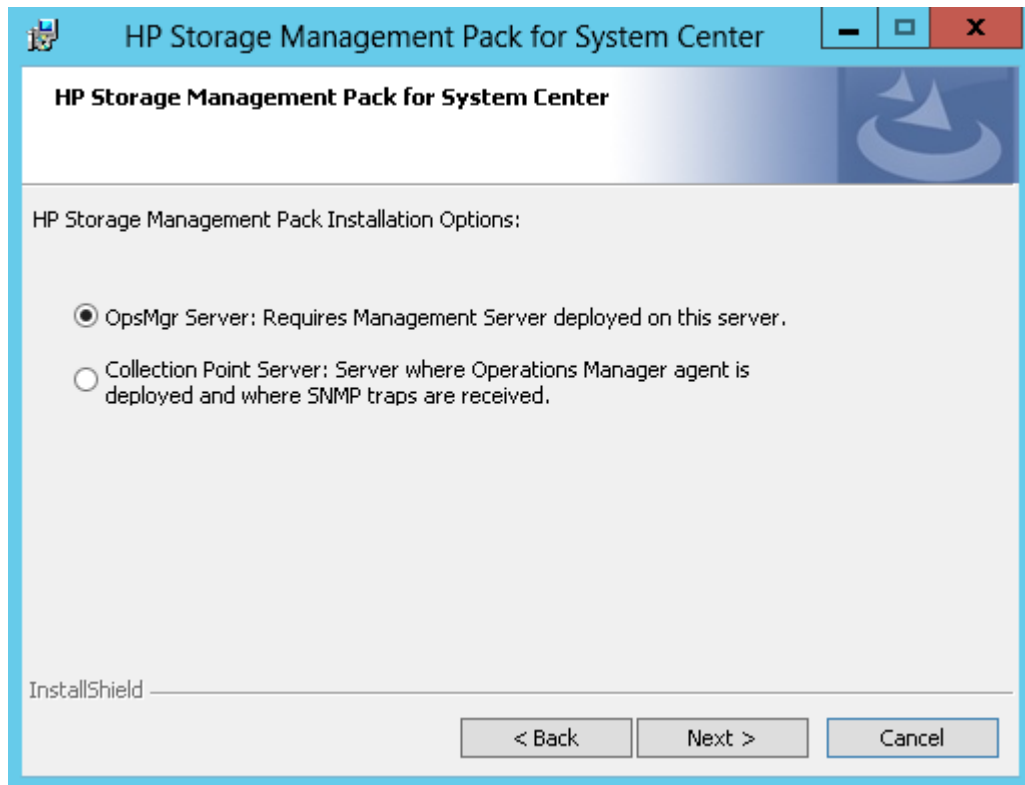 HP Storage Management Pack for System Center
HP Storage Management Pack for System Center
HP Storage Management Pack Installation Options:
OpsMgr Server: Requires Management Server deployed on this server.
Collection Point Server: Server where Operations Manager agent is
deployed and where SNMP traps are received.
InstallShield
< Back
Next >
Cancel